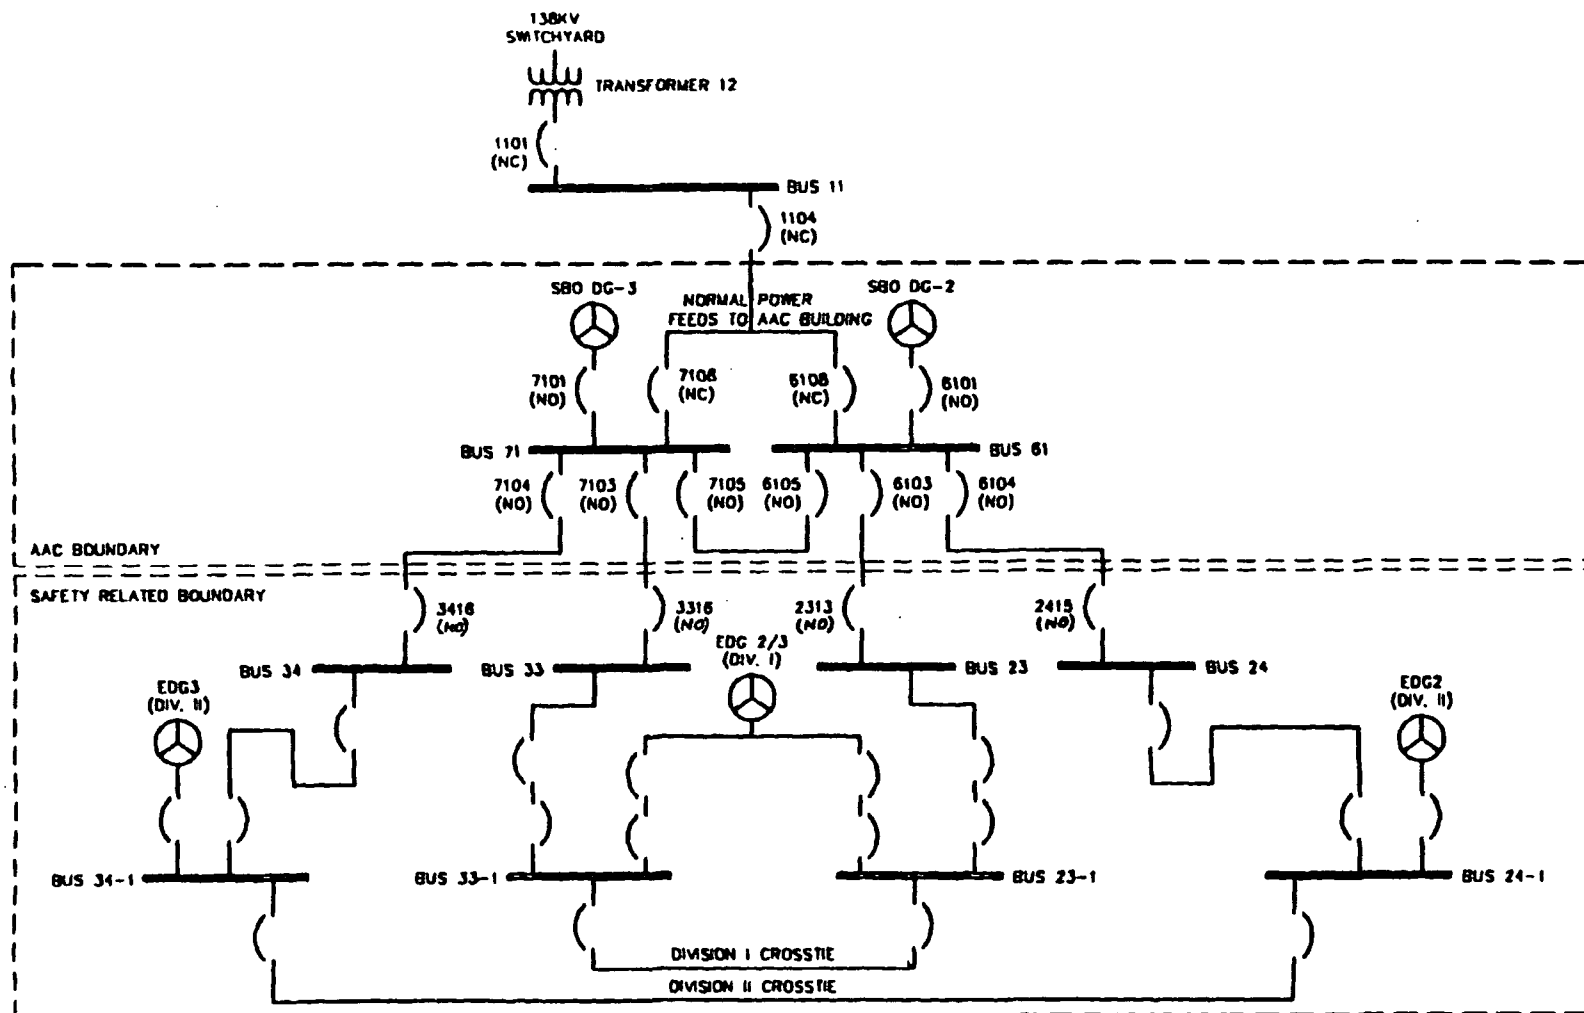 138KV
SWITCHYARD
TRANSFORMER 12
1101
(NC)
BUS 11
1104
(NC)
SBO DG-3
NORMAL POWER
FEEDS TO AAC BUILDING
SBO DG-2
7101
(NO)
7106
(NC)
6106
(NC)
6101
(NO)
BUS 71
BUS 61
7104
(NO)
7103
(NO)
7105
(NO)
6105
(NO)
6103
(NO)
6104
(NO)
AAC BOUNDARY
SAFETY RELATED BOUNDARY
3416
(NO)
3316
(NO)
2313
(NO)
2415
(NO)
BUS 34
BUS 33
EDG 2/3
(DIV. I)
BUS 23
BUS 24
EDG3
(DIV. II)
EDG2
(DIV. II)
BUS 34-1
BUS 33-1
BUS 23-1
BUS 24-1
DIVISION I CROSSTIE
DIVISION II CROSSTIE